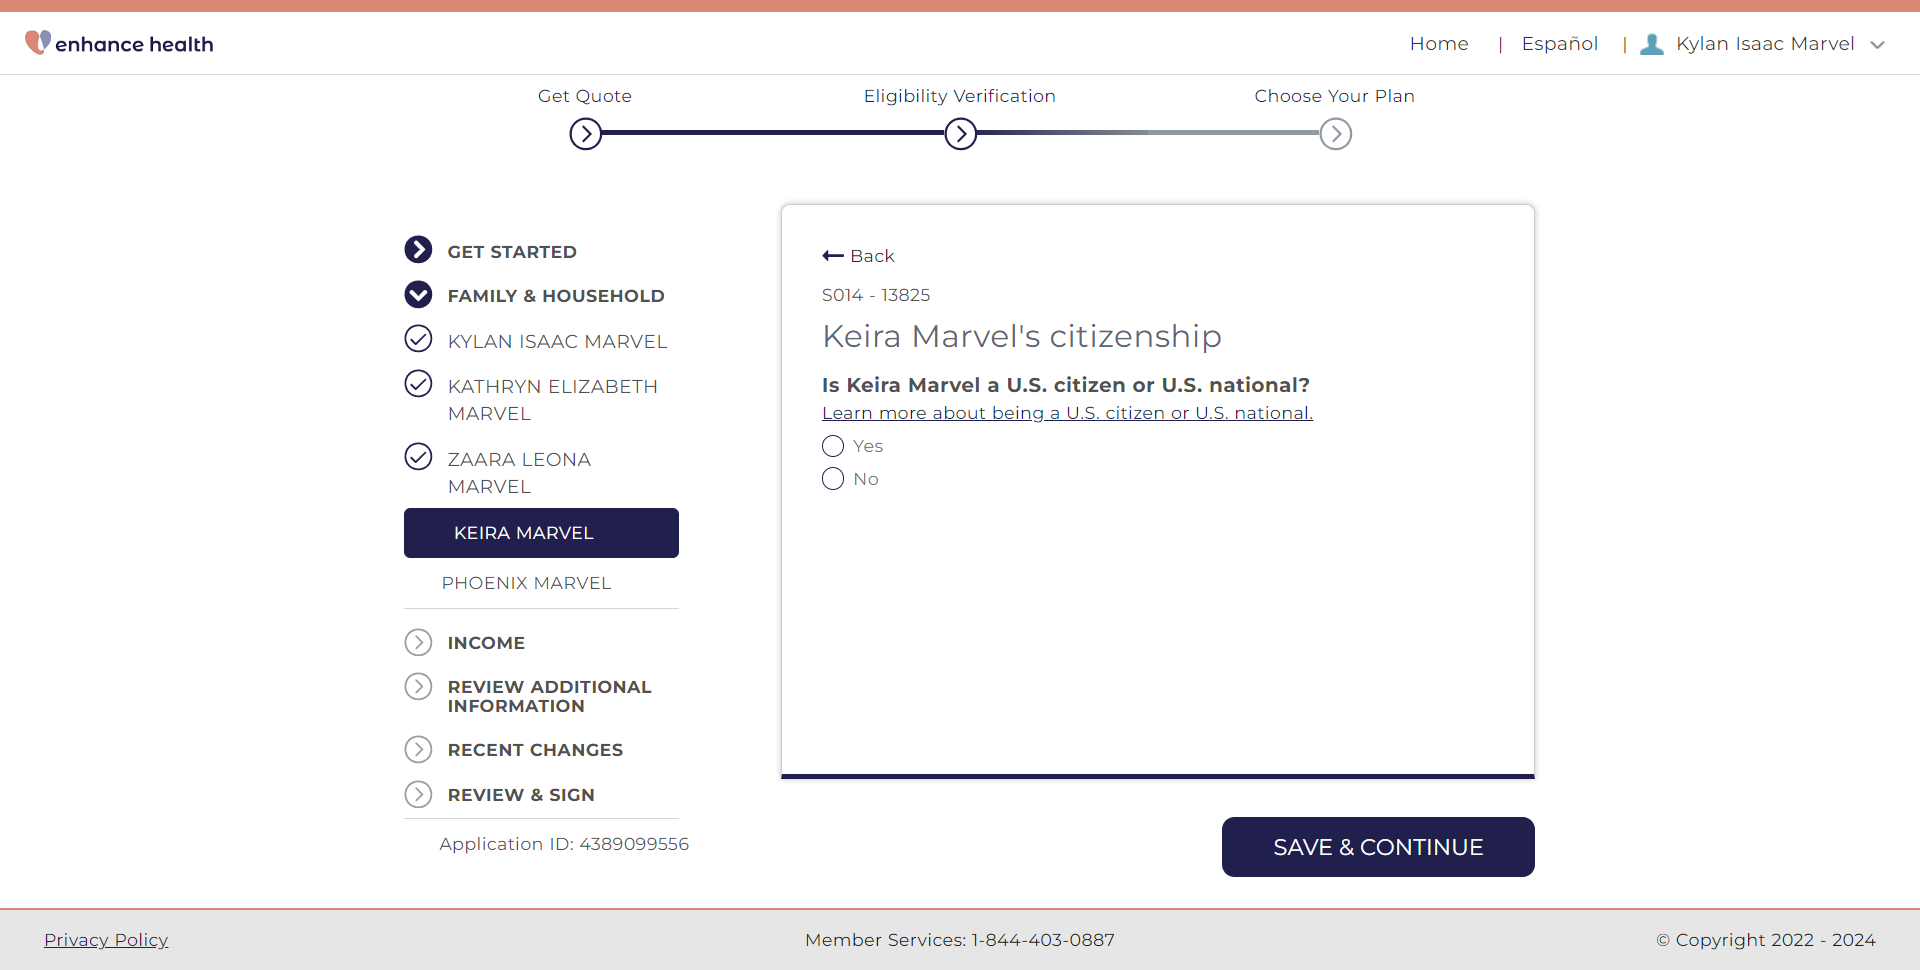 enhance health
Home | Español | Kylan Isaac Marvel
Get Quote
Eligibility Verification
Choose Your Plan
GET STARTED
FAMILY & HOUSEHOLD
KYLAN ISAAC MARVEL
KATHRYN ELIZABETH
MARVEL
ZAARA LEONA
MARVEL
KEIRA MARVEL
PHOENIX MARVEL
INCOME
REVIEW ADDITIONAL
INFORMATION
RECENT CHANGES
REVIEW & SIGN
Application ID: 4389099556
Back
S014 - 13825
Keira Marvel's citizenship
Is Keira Marvel a U.S. citizen or U.S. national?
Learn more about being a U.S. citizen or U.S. national.
Yes
No
SAVE & CONTINUE
Privacy Policy
Member Services: 1-844-403-0887
© Copyright 2022 - 2024